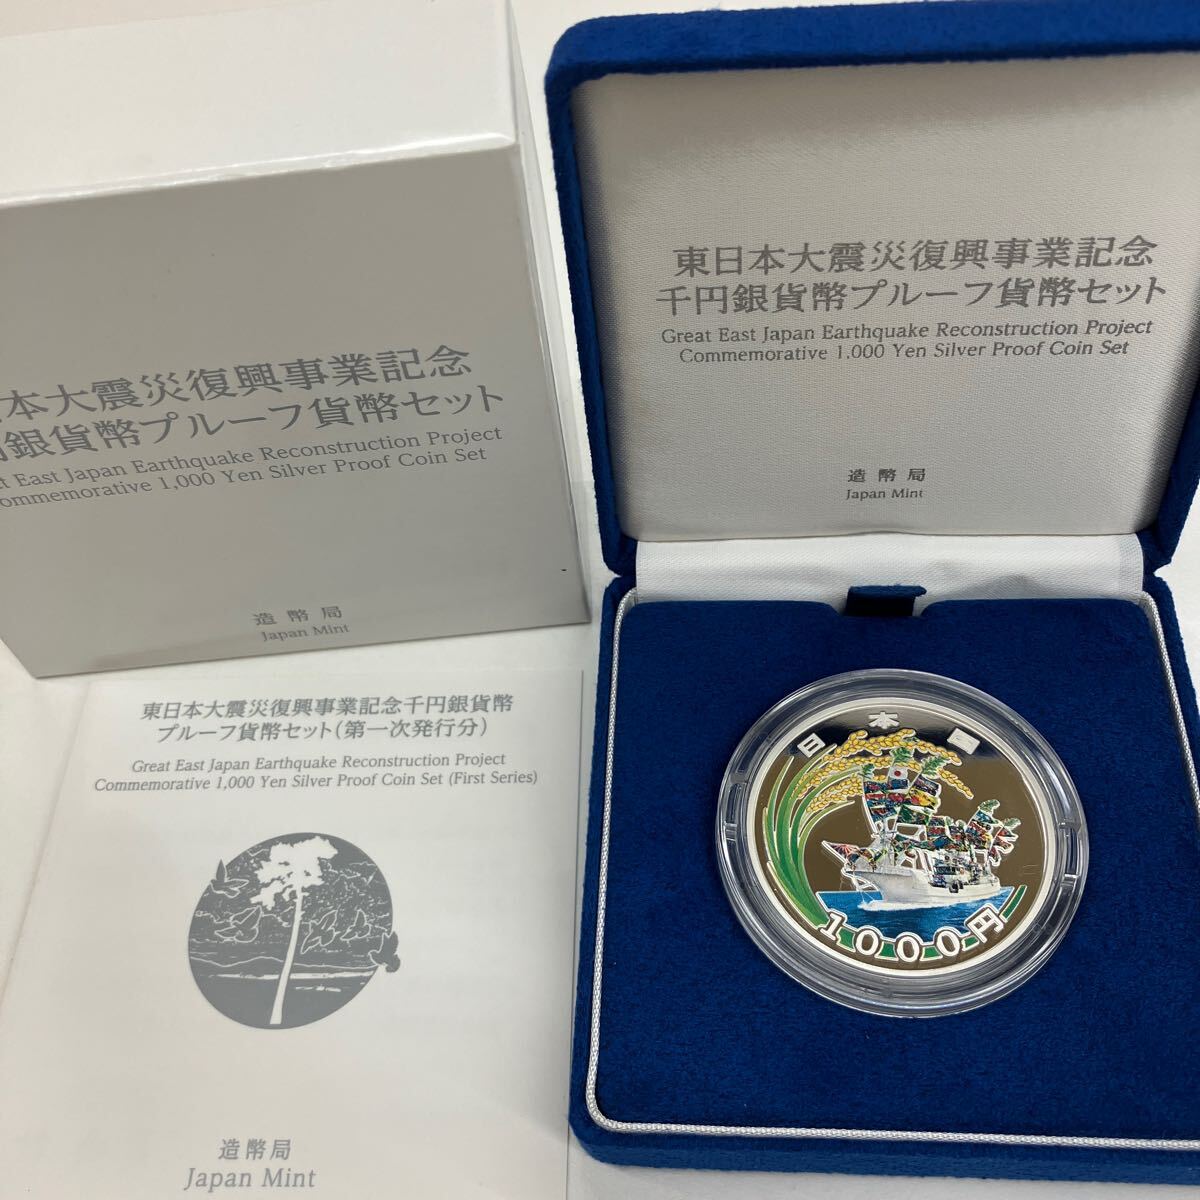 本大震災復興事業記念
銀貨幣プルーフ貨幣セット
East Japan Earthquake Reconstruction Project
ommemorative 1,000 Yen Silver Proof Coin Set
造幣局
Japan Mint
東日本大震災復興事業記念
千円銀貨幣プルーフ貨幣セット
Great East Japan Earthquake Reconstruction Project
Commemorative 1,000 Yen Silver Proof Coin Set
造幣局
Japan Mint
東日本大震災復興事業記念千円銀貨幣
プルーフ貨幣セット(第一次発行分)
Great East Japan Earthquake Reconstruction Project
Commemorative 1,000 Yen Silver Proof Coin Set (First Series)
造幣局
Japan Mint
日本国
1000円